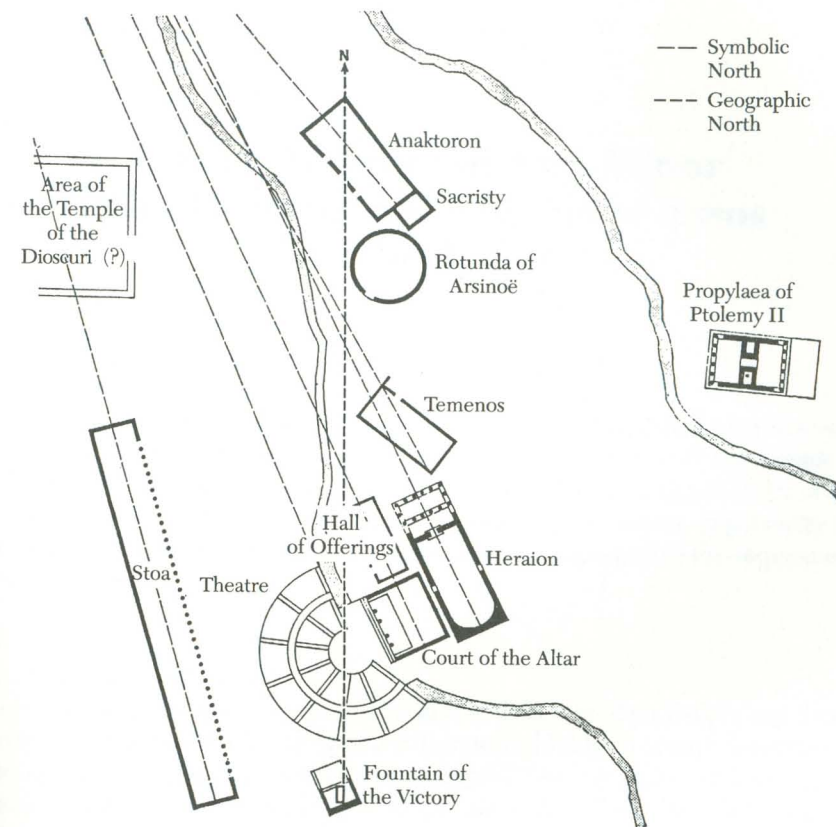 N
Symbolic
North
Geographic
North
Anaktoron
Sacristy
Area of
the Temple
of the
Dioscuri (?)
Rotunda of
Arsinoë
Propylaea of
Ptolemy II
Temenos
Hall
of Offerings
Heraion
Stoa
Theatre
Court of the Altar
Fountain of
the Victory